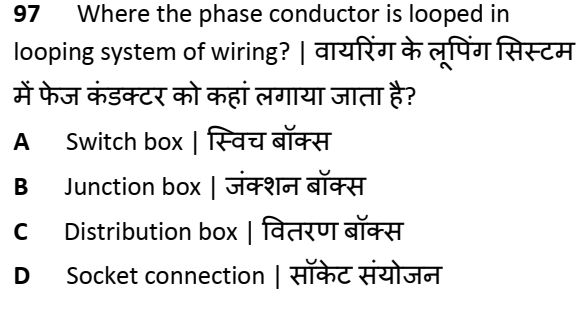 97 Where the phase conductor is looped in
looping system of wiring? | वायरिंग के लूपिंग सिस्टम
में फेज कंडक्टर को कहां लगाया जाता है?
A Switch box | स्विच बॉक्स
B Junction box | जंक्शन बॉक्स
C Distribution box | वितरण बॉक्स
D Socket connection | सॉकेट संयोजन